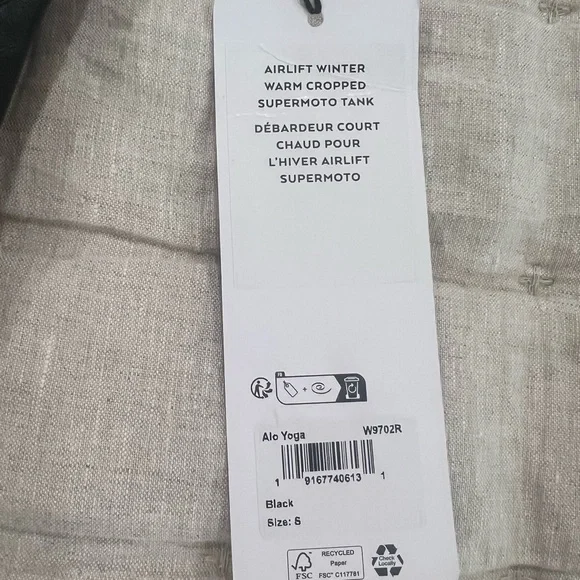 AIRLIFT WINTER
WARM CROPPED
SUPERMOTO TANK
DÉBARDEUR COURT
CHAUD POUR
L'HIVER AIRLIFT
SUPERMOTO
FR
+
Alo Yoga W9702R
1 9167740613 1
Black
Size: S
FSC
RECYCLED
Paper
FSC® C117781
Check
Locally